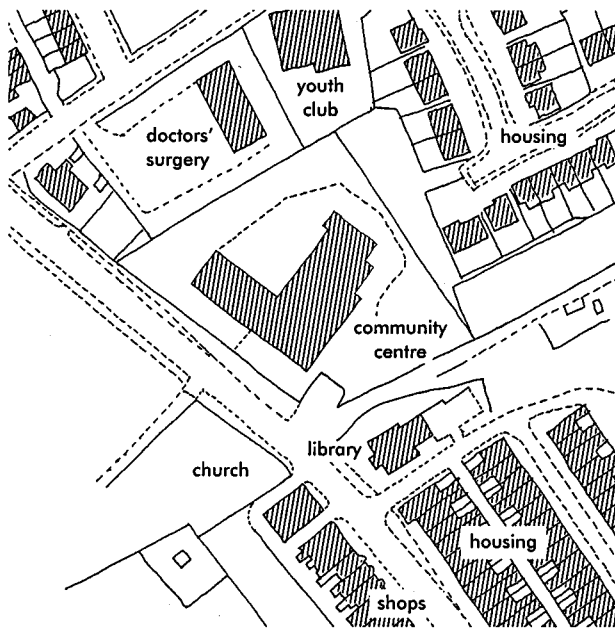 youth
club
doctors'
surgery
housing
community
centre
library
church
housing
shops